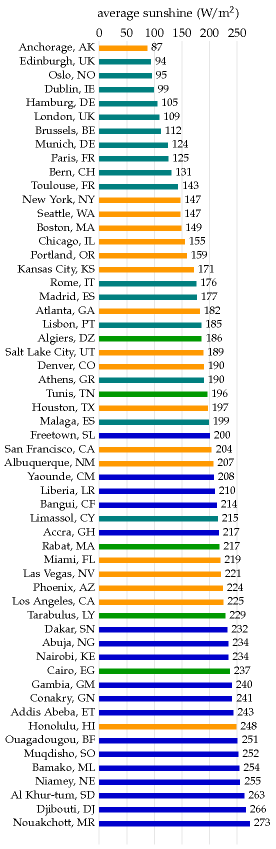 average sunshine (W/m²)
0 50 100 150 200 250
Anchorage, AK 87
Edinburgh, UK 94
Oslo, NO 95
Dublin, IE 99
Hamburg, DE 105
London, UK 109
Brussels, BE 112
Munich, DE 124
Paris, FR 125
Bern, CH 131
Toulouse, FR 143
New York, NY 147
Seattle, WA 147
Boston, MA 149
Chicago, IL 155
Portland, OR 159
Kansas City, KS 171
Rome, IT 176
Madrid, ES 177
Atlanta, GA 182
Lisbon, PT 185
Algiers, DZ 186
Salt Lake City, UT 189
Denver, CO 190
Athens, GR 190
Tunis, TN 196
Houston, TX 197
Malaga, ES 199
Freetown, SL 200
San Francisco, CA 204
Albuquerque, NM 207
Yaounde, CM 208
Liberia, LR 210
Bangui, CF 214
Limassol, CY 215
Accra, GH 217
Rabat, MA 217
Miami, FL 219
Las Vegas, NV 221
Phoenix, AZ 224
Los Angeles, CA 225
Tarabulus, LY 229
Dakar, SN 232
Abuja, NG 234
Nairobi, KE 234
Cairo, EG 237
Gambia, GM 240
Conakry, GN 241
Addis Abeba, ET 243
Honolulu, HI 248
Ouagadougou, BF 251
Muqdisho, SO 252
Bamako, ML 254
Niamey, NE 255
Al Khur-tum, SD 263
Djibouti, DJ 266
Nouakchott, MR 273